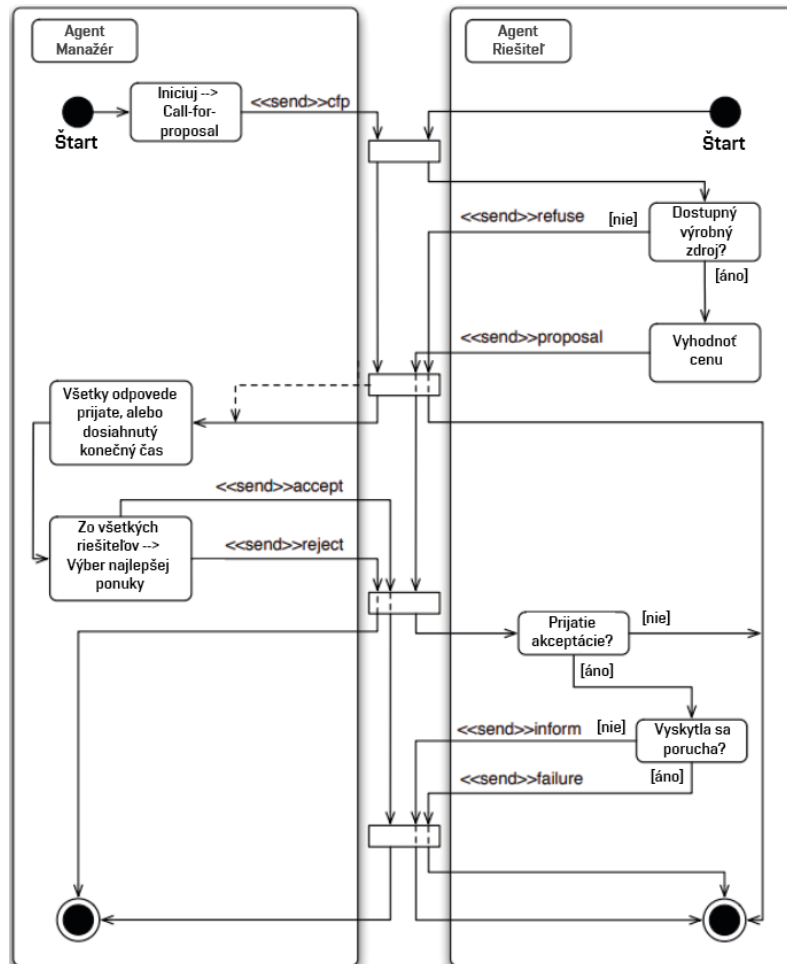 Agent
Manažér
Agent
Riešiteľ
Iniciuj -->
Call-for-
proposal
<<send>>cfp
Štart
Štart
<<send>>refuse
[nie]
Dostupný
výrobný
zdroj?
[áno]
<<send>>proposal
Vyhodnoť
cenu
Všetky odpovede
prijate, alebo
dosiahnutý
konečný čas
<<send>>accept
Zo všetkých
riešiteľov -->
Výber najlepšej
ponuky
<<send>>reject
Prijatie
akceptácie?
[nie]
[áno]
<<send>>inform
[nie]
Vyskytla sa
porucha?
<<send>>failure
[áno]